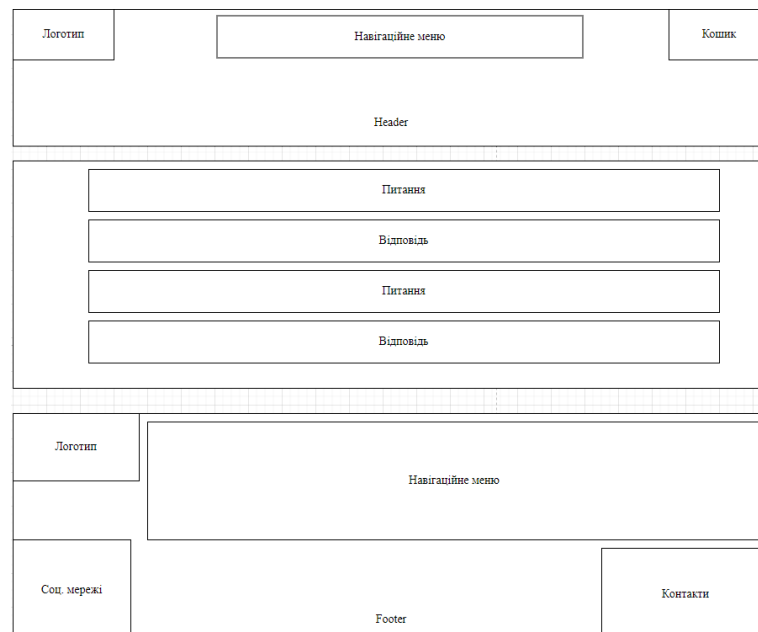 Логотип
Навігаційне меню
Кошик
Header
Питання
Відповідь
Питання
Відповідь
Логотип
Навігаційне меню
Соц. мережі
Контакти
Footer